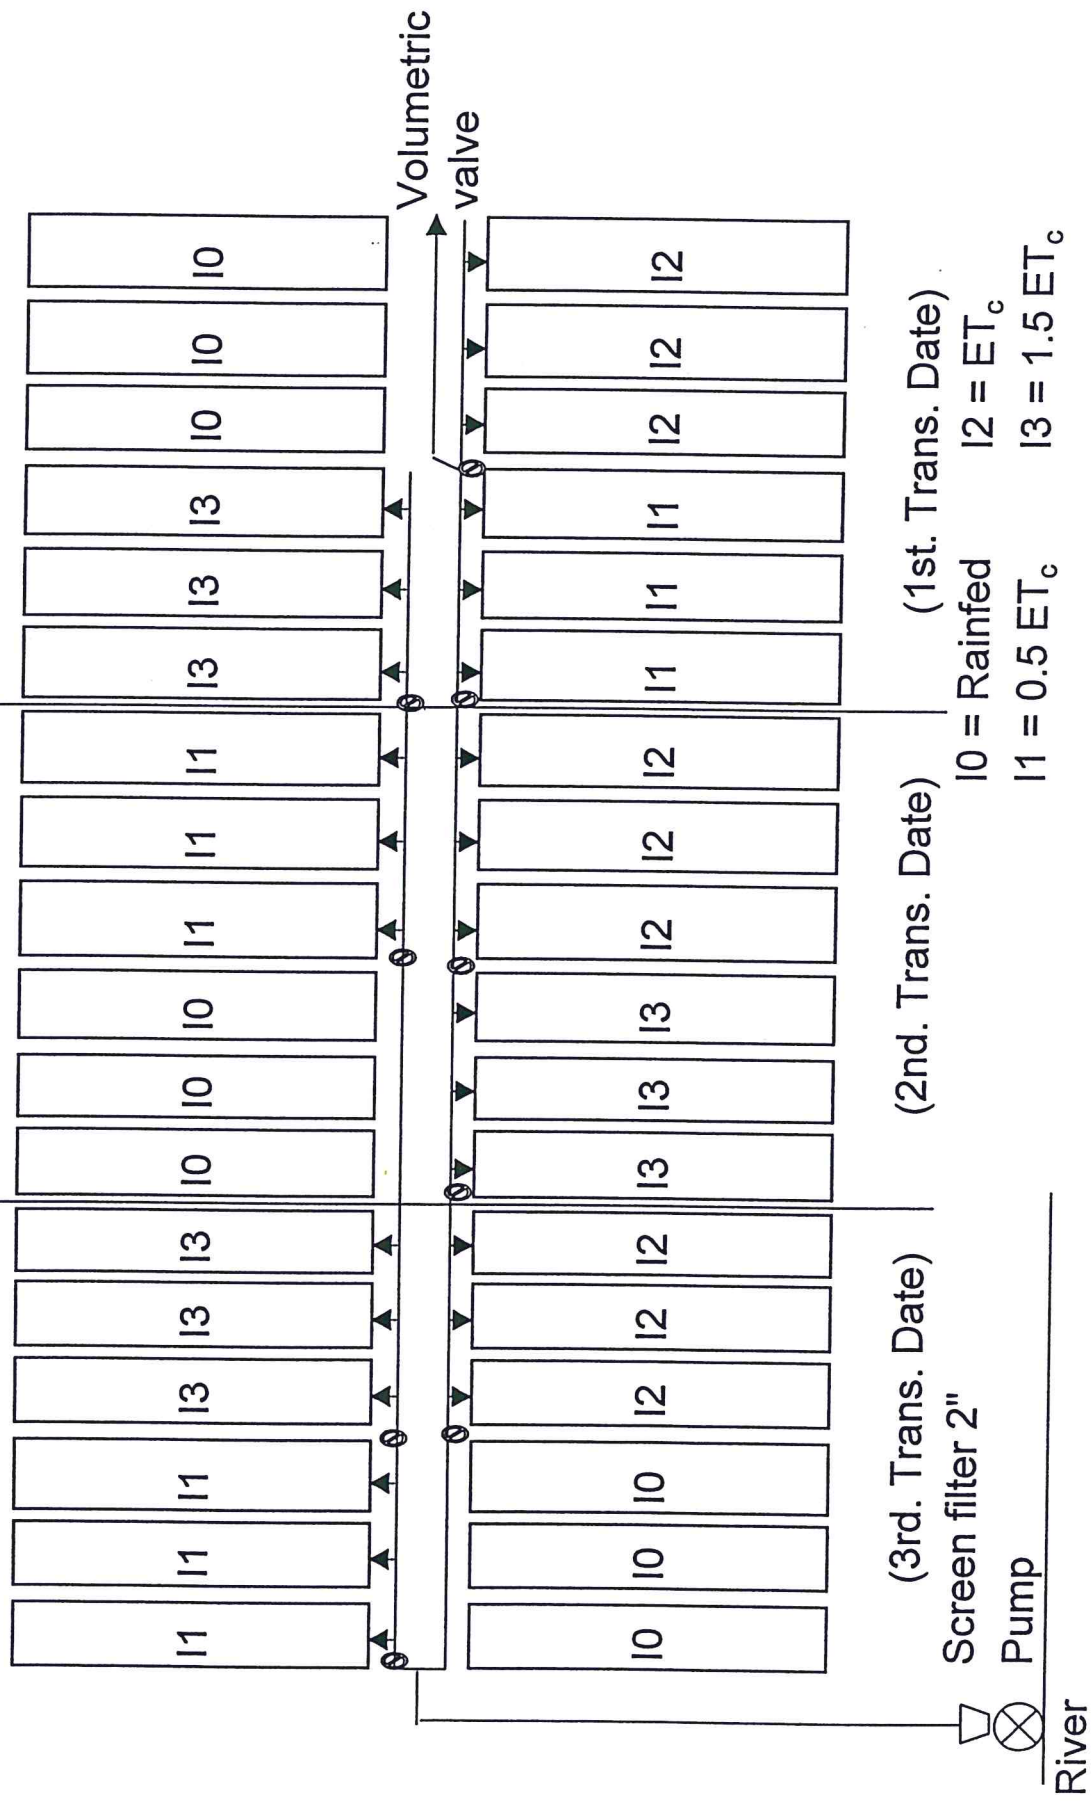 I1 I1 I1 I3 I3 I3 I0 I0 I0 I1 I1 I1 I3 I3 I3 I0 I0 I0
Volumetric
valve
I0 I0 I0 I2 I2 I2 I3 I3 I3 I2 I2 I2 I1 I1 I1 I2 I2 I2
(3rd. Trans. Date) (2nd. Trans. Date) (1st. Trans. Date)
Screen filter 2" I0 = Rainfed I2 = ETc
Pump I1 = 0.5 ETc I3 = 1.5 ETc
River